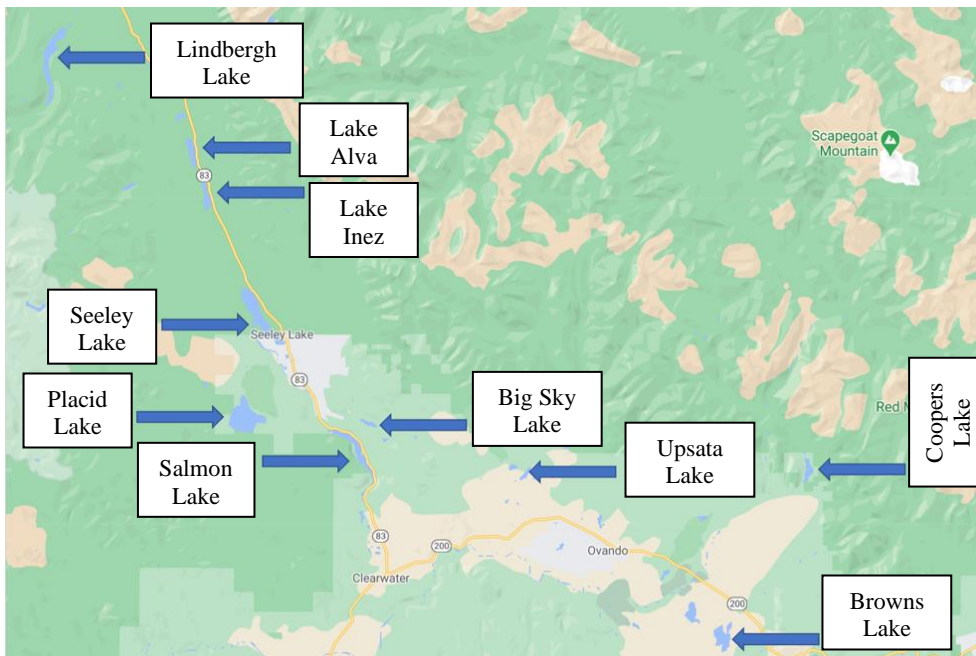 Lindbergh
Lake
Lake
Alva
Scapegoat
Mountain
83
Lake
Inez
Seeley
Lake
Seeley Lake
83
Placid
Lake
Big Sky
Lake
Red M
Coopers
Lake
Salmon
Lake
Upsata
Lake
83
200
Ovando
Clearwater
200
Browns
Lake